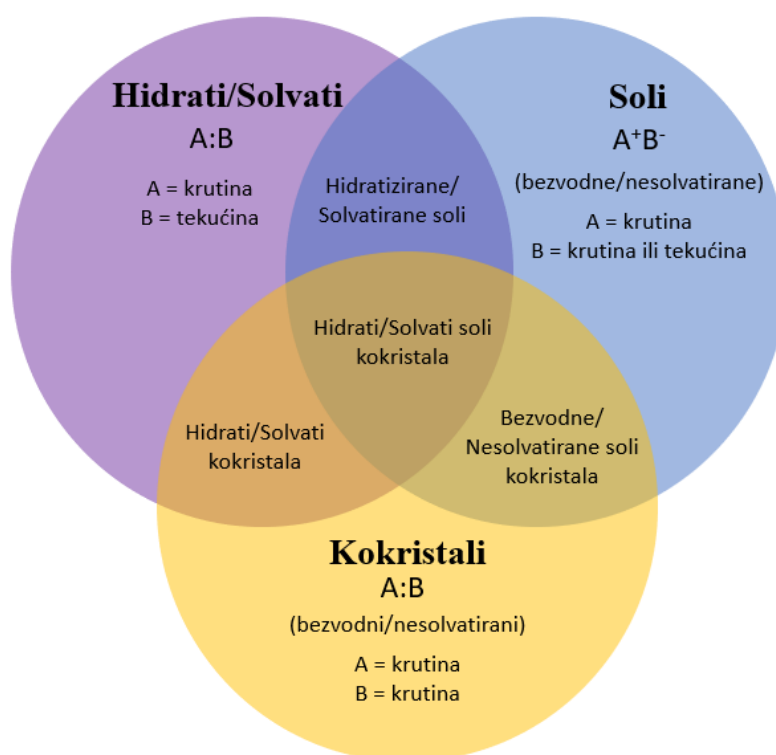 Hidrati/Solvati
A:B
A = krutina
B = tekućina
Soli
A⁺B⁻
(bezvodne/nesolvatirane)
A = krutina
B = krutina ili tekućina
Hidratizirane/
Solvatirane soli
Hidrati/Solvati soli
kokristala
Hidrati/Solvati
kokristala
Bezvodne/
Nesolvatirane soli
kokristala
Kokristali
A:B
(bezvodni/nesolvatirani)
A = krutina
B = krutina